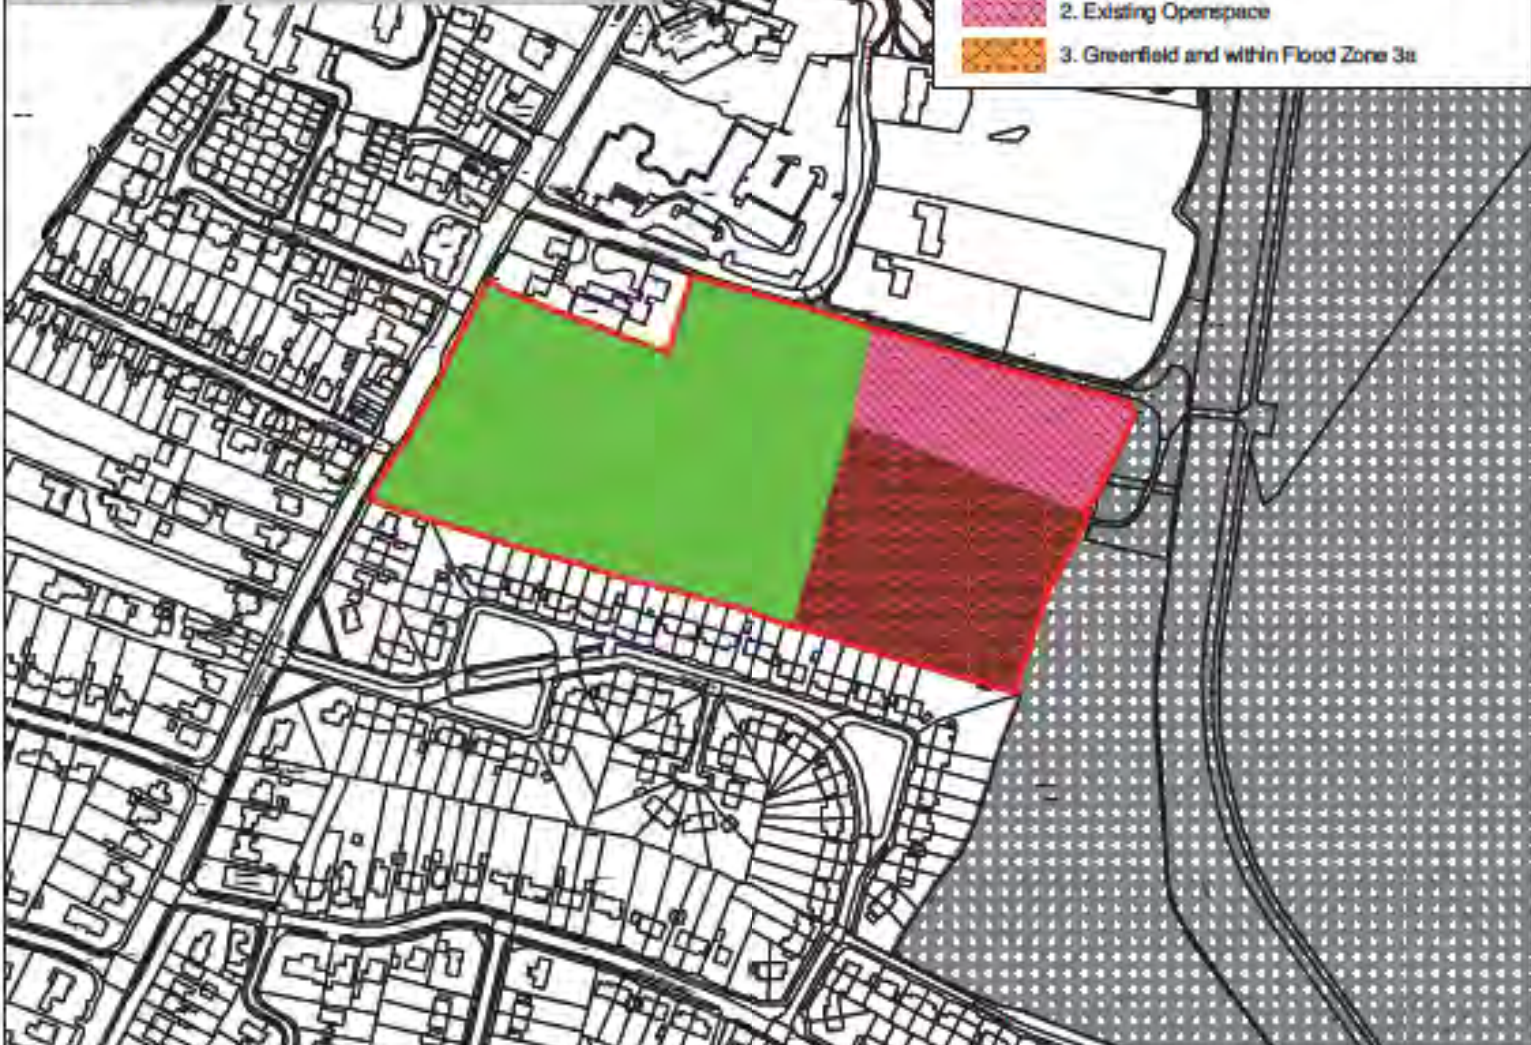 2. Existing Openspace
3. Greenfield and within Flood Zone 3a